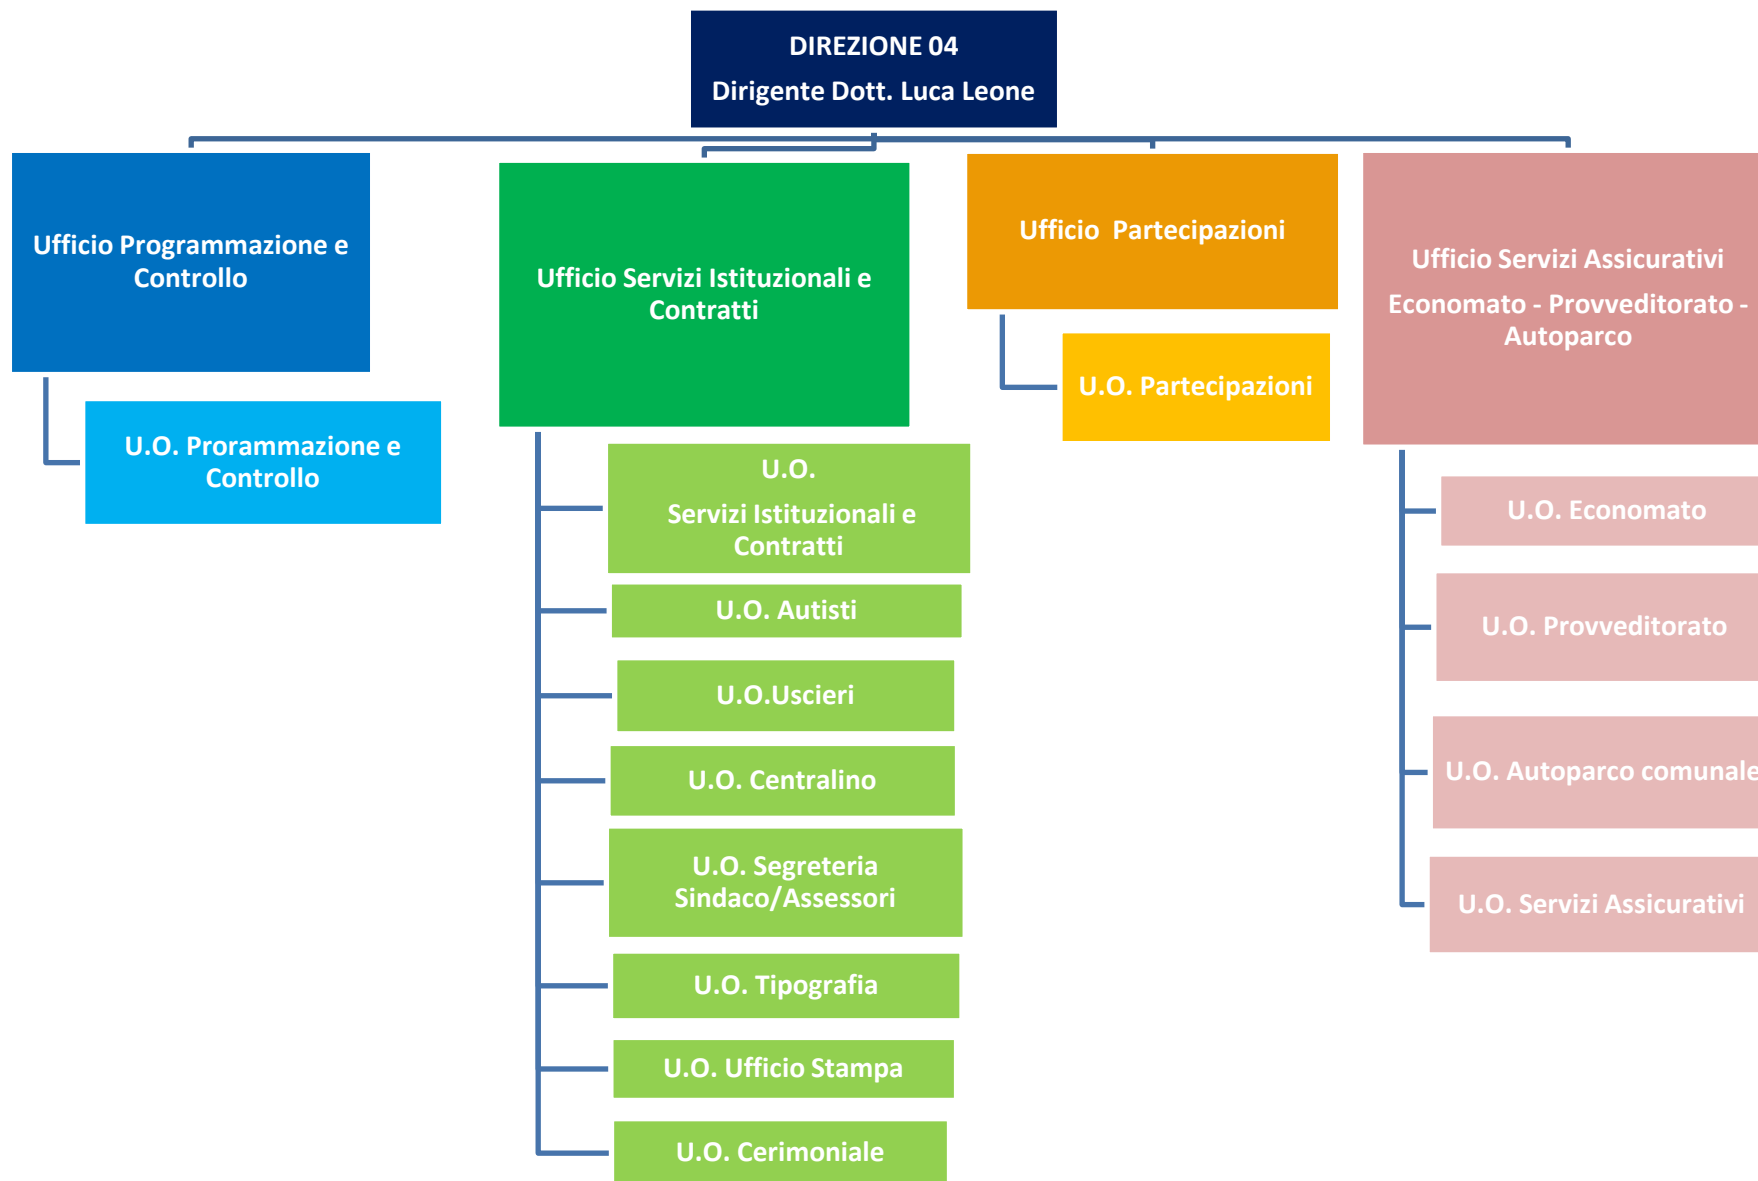 DIREZIONE 04
Dirigente Dott. Luca Leone
Ufficio Programmazione e
Controllo
U.O. Prorammazione e
Controllo
Ufficio Servizi Istituzionali e
Contratti
U.O.
Servizi Istituzionali e
Contratti
U.O. Autisti
U.O.Uscieri
U.O. Centralino
U.O. Segreteria
Sindaco/Assessori
U.O. Tipografia
U.O. Ufficio Stampa
U.O. Cerimoniale
Ufficio  Partecipazioni
U.O. Partecipazioni
Ufficio Servizi Assicurativi
Economato - Provveditorato -
Autoparco
U.O. Economato
U.O. Provveditorato
U.O. Autoparco comunale
U.O. Servizi Assicurativi